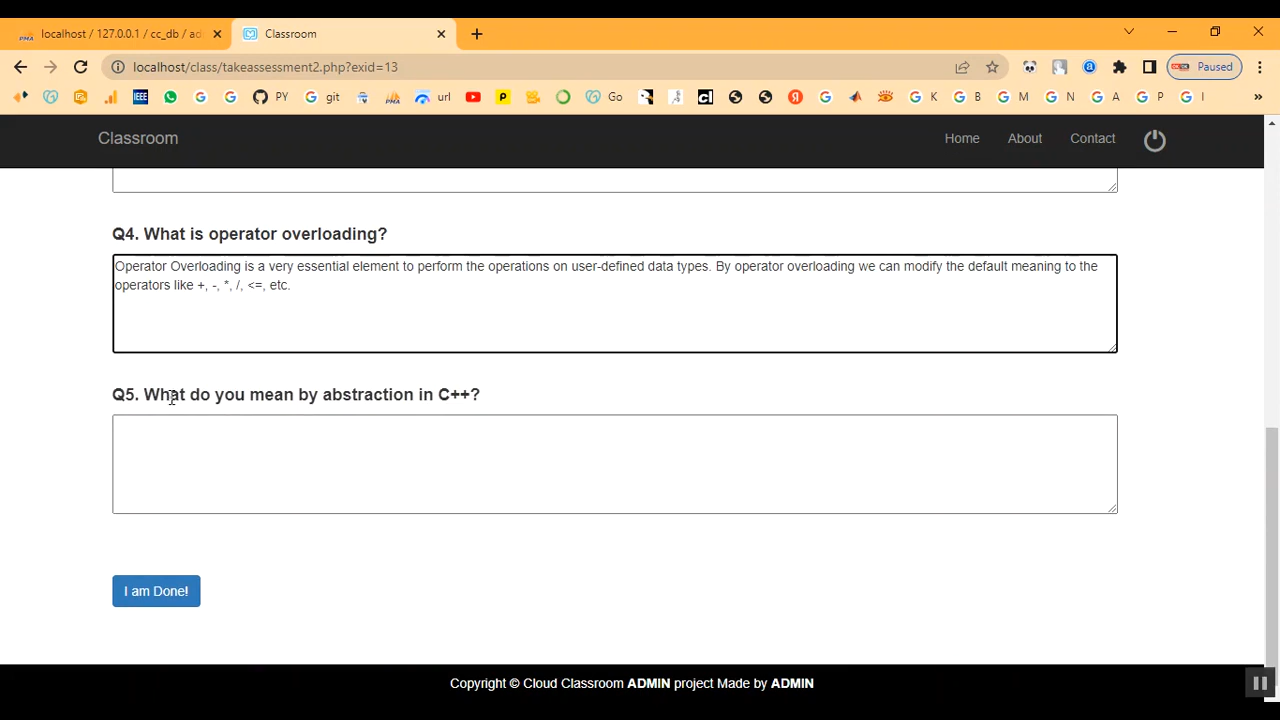 localhost / 127.0.0.1 / cc_db / ad
Classroom
localhost/class/takeassessment2.php?exid=13
Paused
IEEE
PY
git
PMA
url
Go
K
B
M
N
A
P
I
»
Classroom
Home
About
Contact
Q4. What is operator overloading?
Operator Overloading is a very essential element to perform the operations on user-defined data types. By operator overloading we can modify the default meaning to the
operators like +, -, *, /, <=, etc.
Q5. What do you mean by abstraction in C++?
I am Done!
Copyright © Cloud Classroom ADMIN project Made by ADMIN